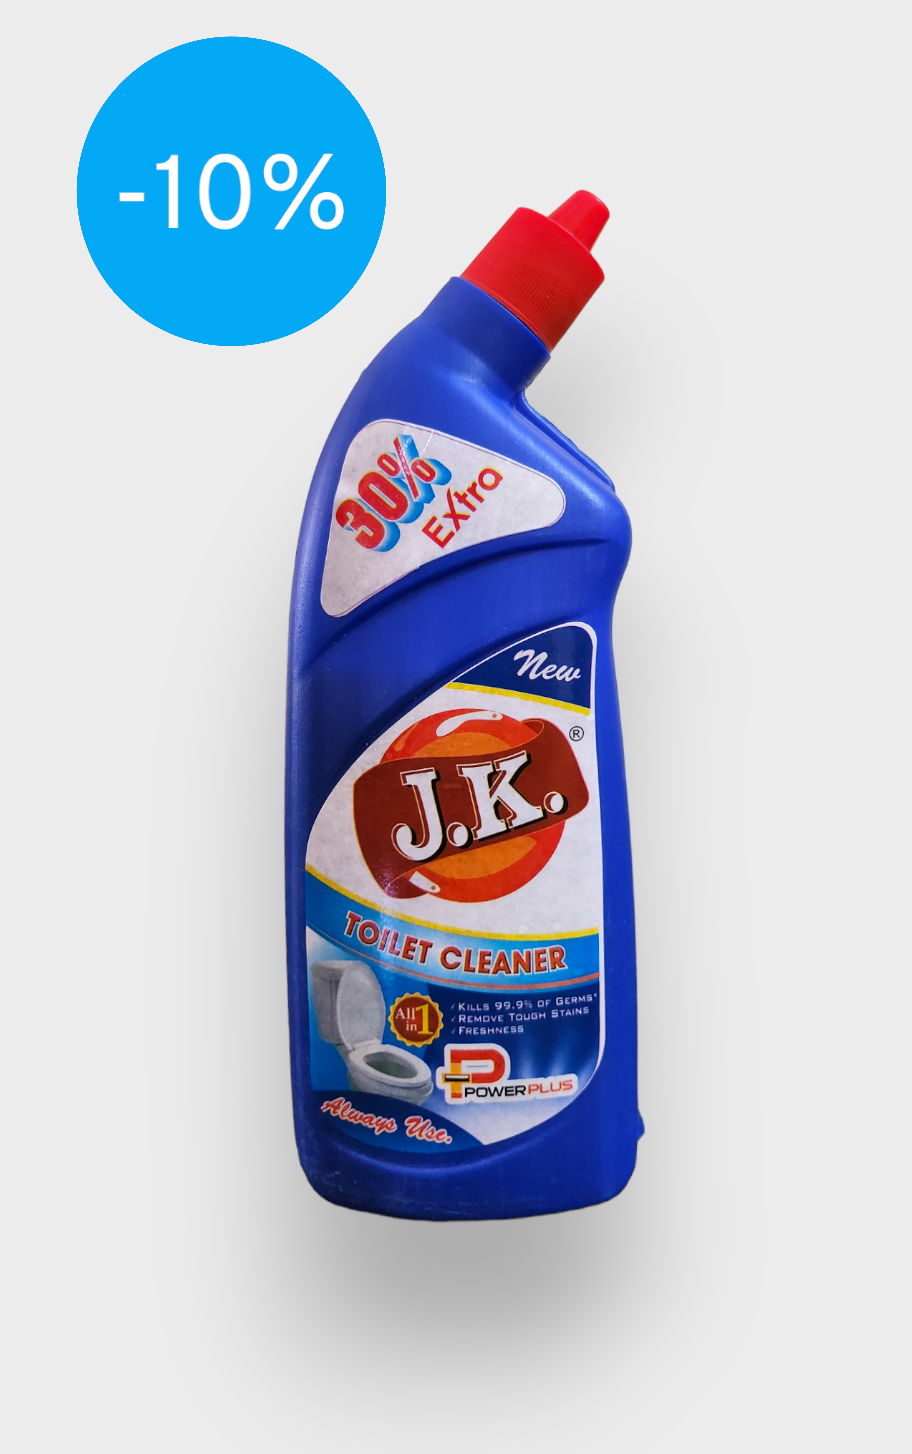 -10%
30%
Extra
New
J.K.®
TOILET CLEANER
All in 1
✓KILLS 99.9% OF GERMS*
✓REMOVE TOUGH STAINS
✓FRESHNESS
P
POWERPLUS
Always Use.